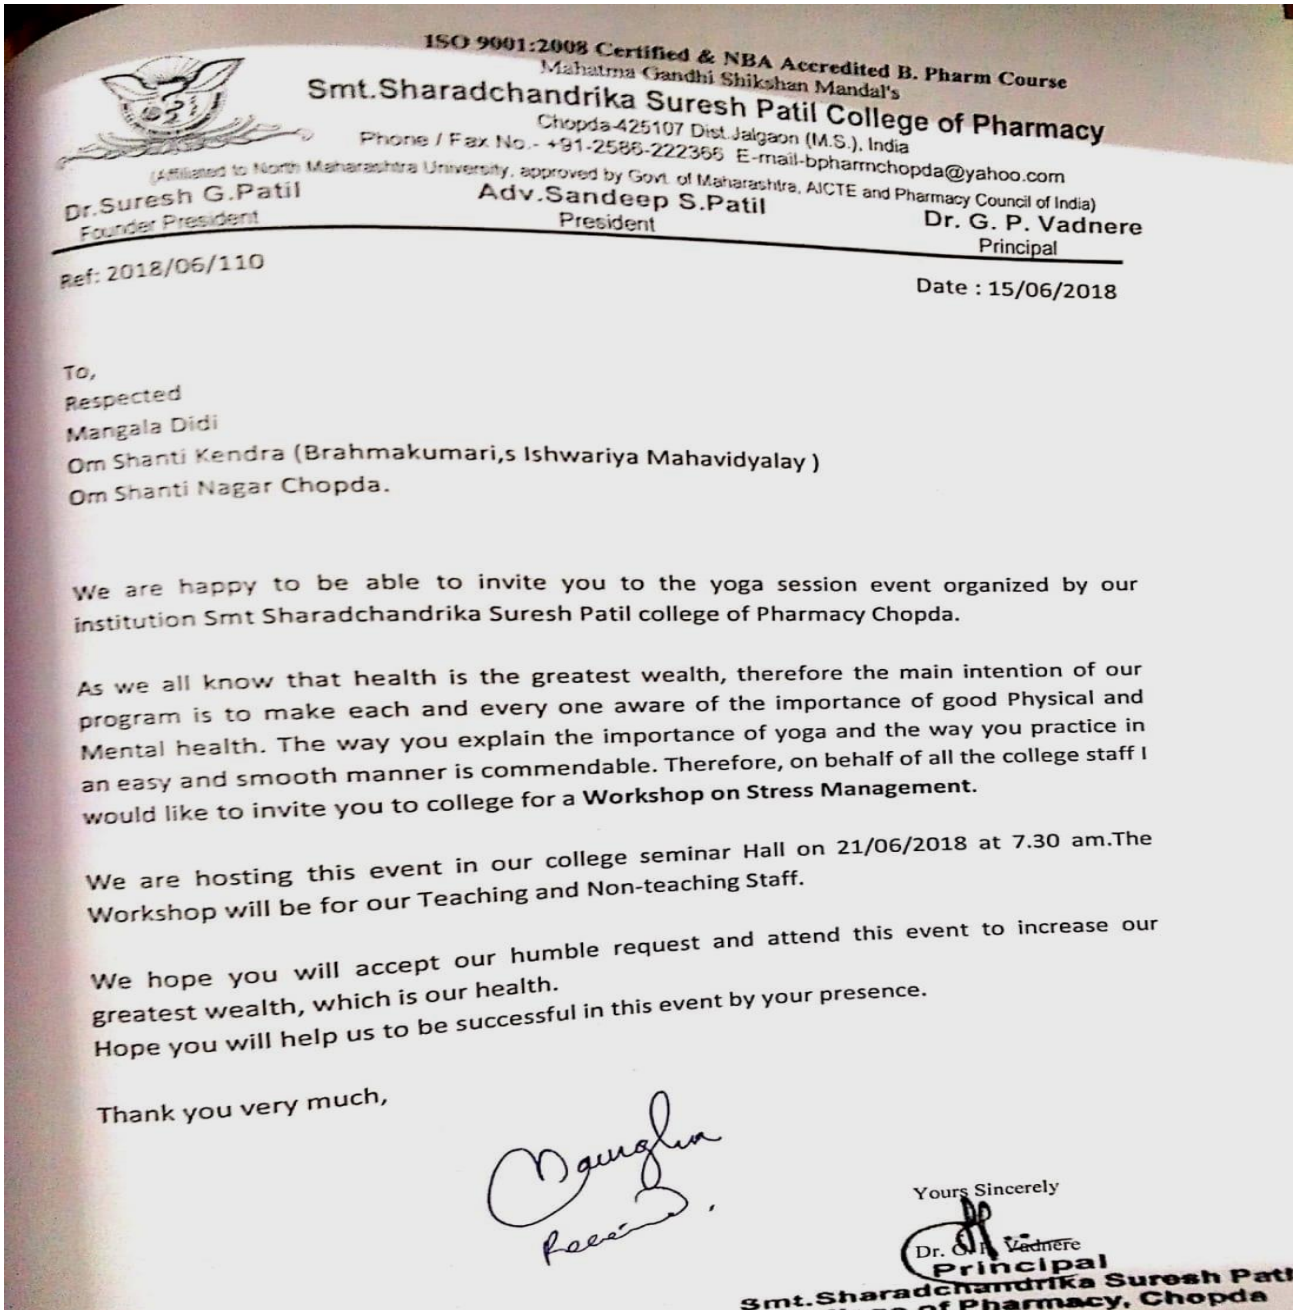 ISO 9001:2008 Certified & NBA Accredited B. Pharm Course
Mahatma Gandhi Shikshan Mandal's
Smt.Sharadchandrika Suresh Patil College of Pharmacy
Chopda-425107 Dist.Jalgaon (M.S.), India
Phone / Fax No.- +91-2586-222366 E-mail-bpharmchopda@yahoo.com
(Affiliated to North Maharashtra University, approved by Govt. of Maharashtra, AICTE and Pharmacy Council of India)
Dr.Suresh G.Patil Adv.Sandeep S.Patil Dr. G. P. Vadnere
Founder President President Principal
Ref: 2018/06/110 Date : 15/06/2018
To,
Respected
Mangala Didi
Om Shanti Kendra (Brahmakumari,s Ishwariya Mahavidyalay )
Om Shanti Nagar Chopda.
We are happy to be able to invite you to the yoga session event organized by our
institution Smt Sharadchandrika Suresh Patil college of Pharmacy Chopda.
As we all know that health is the greatest wealth, therefore the main intention of our
program is to make each and every one aware of the importance of good Physical and
Mental health. The way you explain the importance of yoga and the way you practice in
an easy and smooth manner is commendable. Therefore, on behalf of all the college staff I
would like to invite you to college for a Workshop on Stress Management.
We are hosting this event in our college seminar Hall on 21/06/2018 at 7.30 am.The
Workshop will be for our Teaching and Non-teaching Staff.
We hope you will accept our humble request and attend this event to increase our
greatest wealth, which is our health.
Hope you will help us to be successful in this event by your presence.
Thank you very much,
Yours Sincerely
Dr. Vadnere
Principal
Smt.Sharadchandrika Suresh Pati
of Pharmacy, Chopda